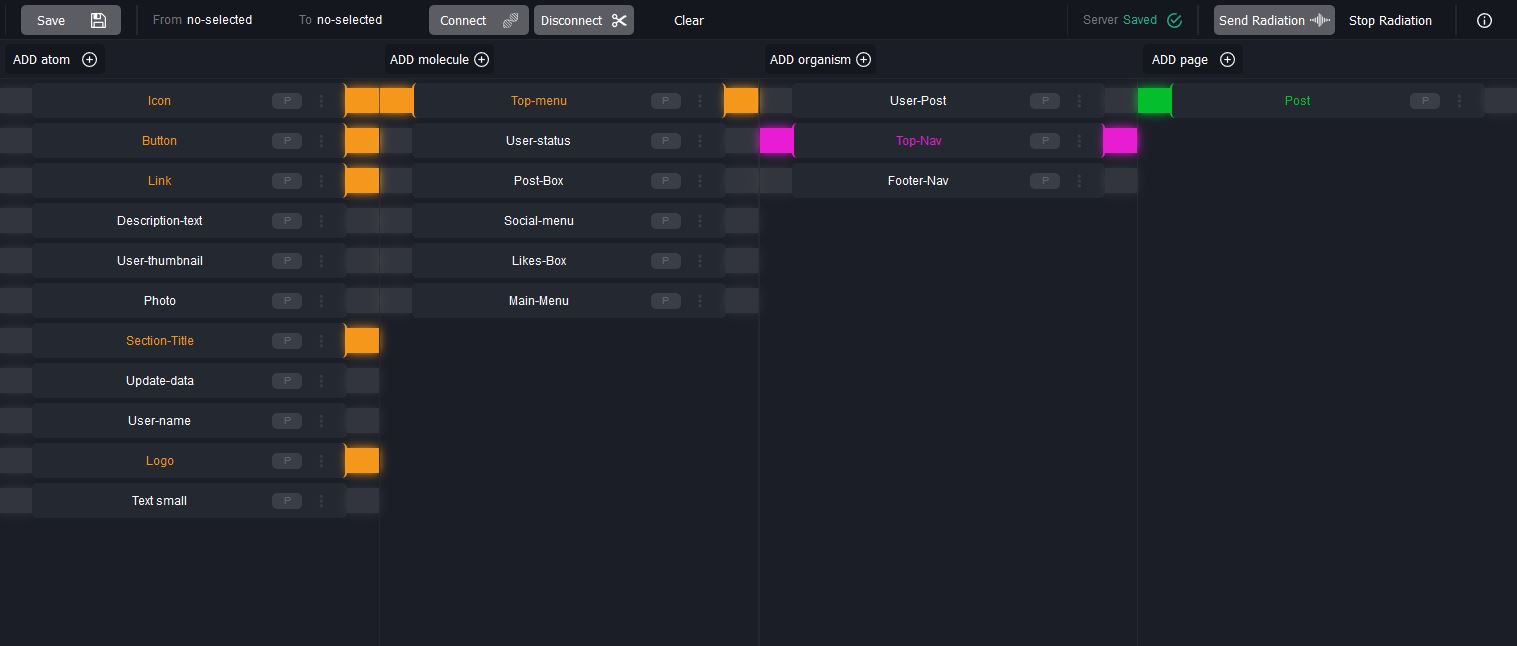 Save From no-selected To no-selected Connect Disconnect Clear Server Saved Send Radiation Stop Radiation
ADD atom ADD molecule ADD organism ADD page
Icon P Top-menu P User-Post P Post P
Button P User-status P Top-Nav P
Link P Post-Box P Footer-Nav P
Description-text P Social-menu P
User-thumbnail P Likes-Box P
Photo P Main-Menu P
Section-Title P
Update-data P
User-name P
Logo P
Text small P